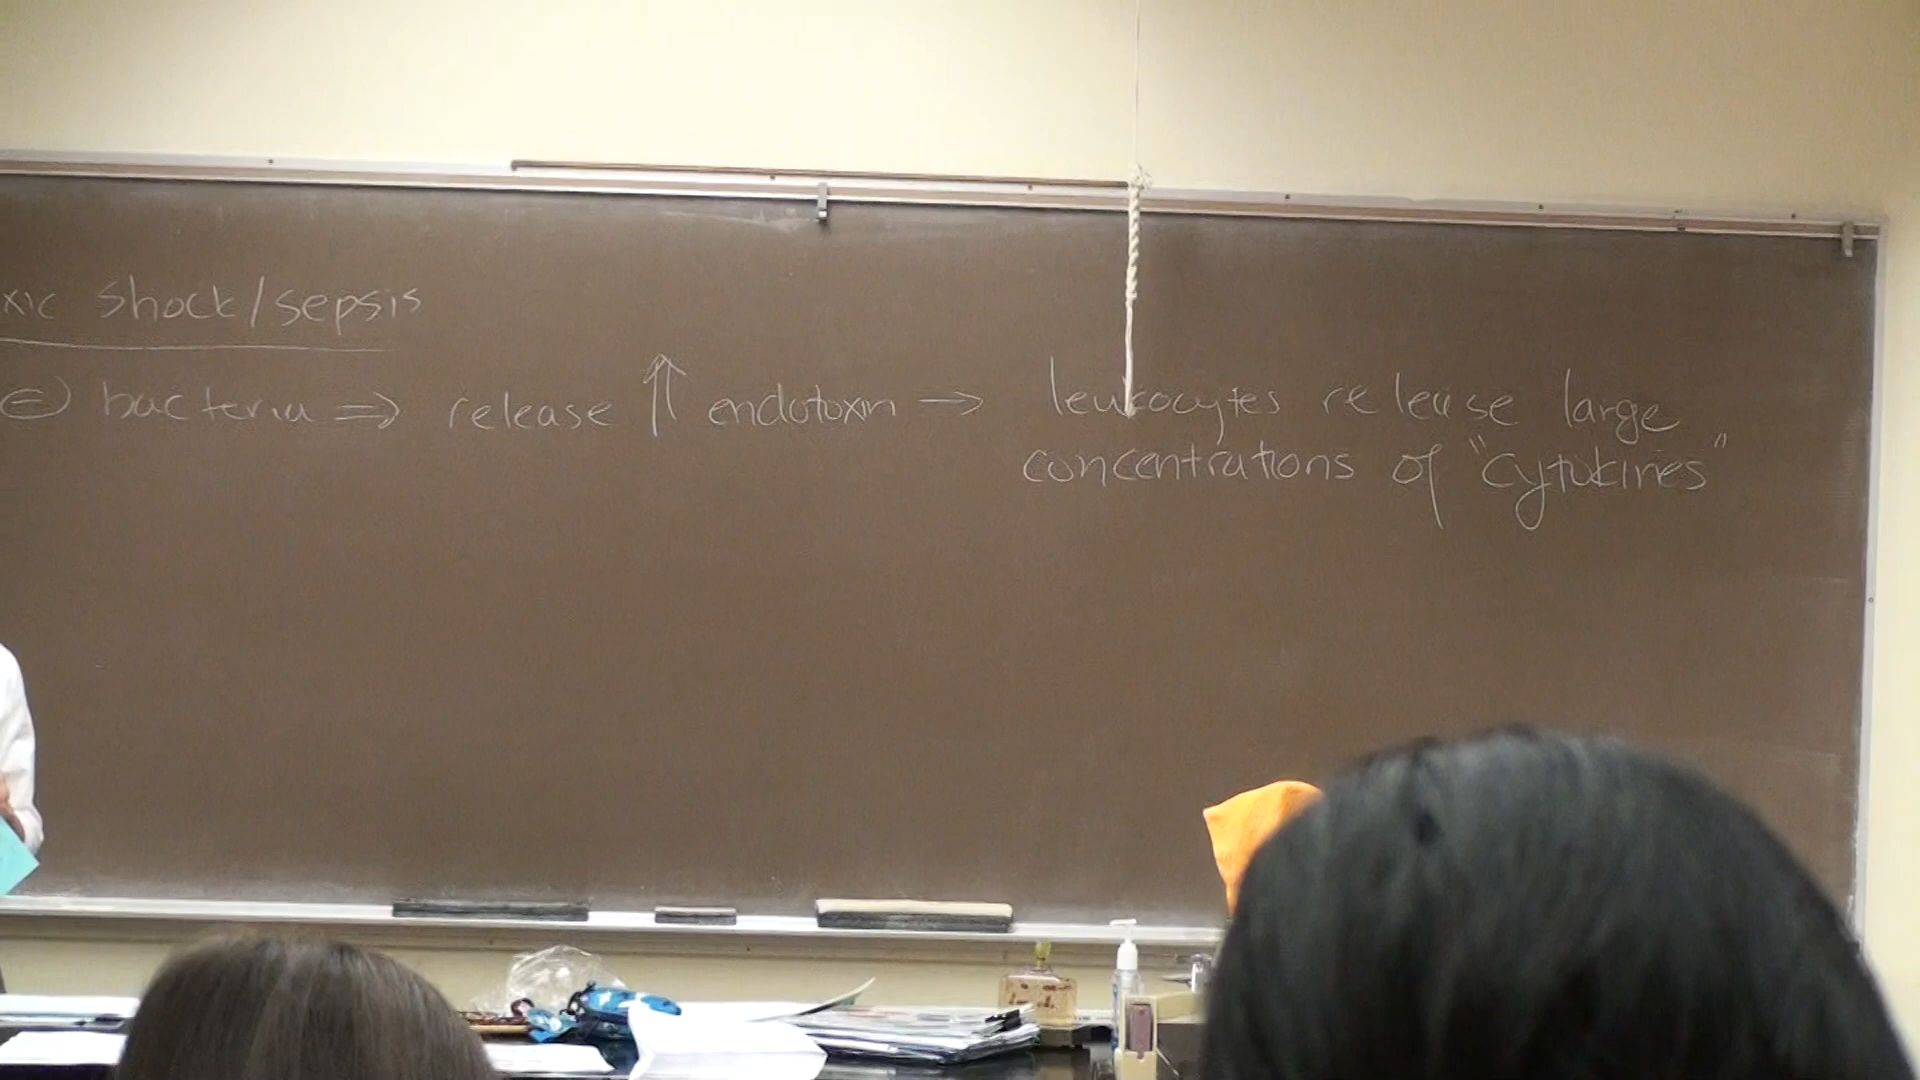 xic shock/sepsis
⊖ bacteria ⇒ release ⇑ endotoxin → leukocytes release large
concentrations of "cytokines"